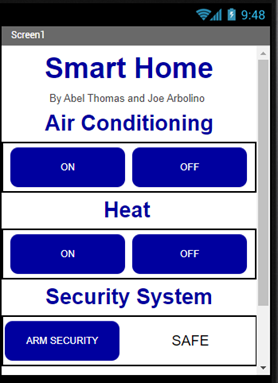 9:48
Screen1
Smart Home
By Abel Thomas and Joe Arbolino
Air Conditioning
ON OFF
Heat
ON OFF
Security System
ARM SECURITY SAFE